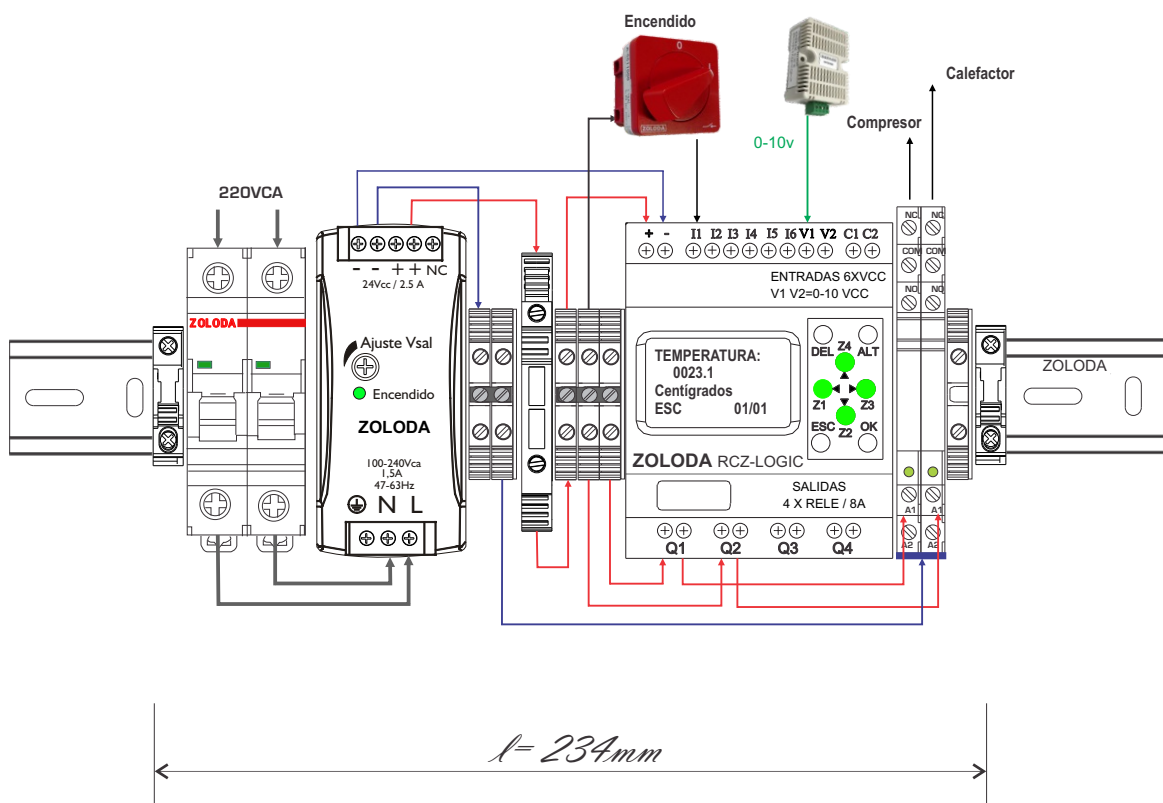 Encendido
Calefactor
Compresor
0-10v
220VCA
ZOLODA
ZOLODA
- - + + NC
24Vcc / 2.5 A
Ajuste Vsal
Encendido
ZOLODA
100-240Vca
1,5A
47-63Hz
N L
+ - I1 I2 I3 I4 I5 I6 V1 V2 C1 C2
ENTRADAS 6XVCC
V1 V2=0-10 VCC
TEMPERATURA:
0023.1
Centígrados
ESC 01/01
DEL Z4 ALT
Z1 Z3
ESC Z2 OK
ZOLODA RCZ-LOGIC
SALIDAS
4 X RELE / 8A
Q1 Q2 Q3 Q4
NC NC
COM COM
NO NO
A1 A1
A2 A2
ZOLODA
l= 234mm